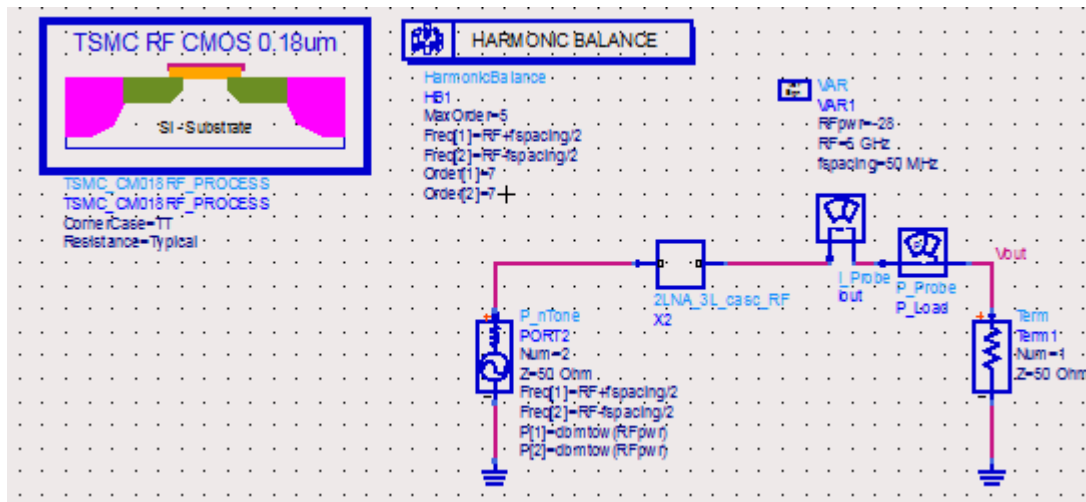 TSMC RF CMOS 0.18um
SI -Substrate
TSMC_CM018RF_PROCESS
TSMC_CM018RF_PROCESS
CornerCase=TT
Resistance=Typical
HARMONIC BALANCE
HarmonicBalance
HB1
MaxOrder=5
Freq[1]=RF+fspacing/2
Freq[2]=RF-fspacing/2
Order[1]=7
Order[2]=7
VAR
VAR1
RFpwr=-28
RF=5 GHz
fspacing=50 MHz
I_Probe
Iout
P_Probe
P_Load
Vout
2LNA_3L_casc_RF
X2
P_nTone
PORT2
Num=2
Z=50 Ohm
Freq[1]=RF+fspacing/2
Freq[2]=RF-fspacing/2
P[1]=dbmtow(RFpwr)
P[2]=dbmtow(RFpwr)
Term
Term1
Num=1
Z=50 Ohm